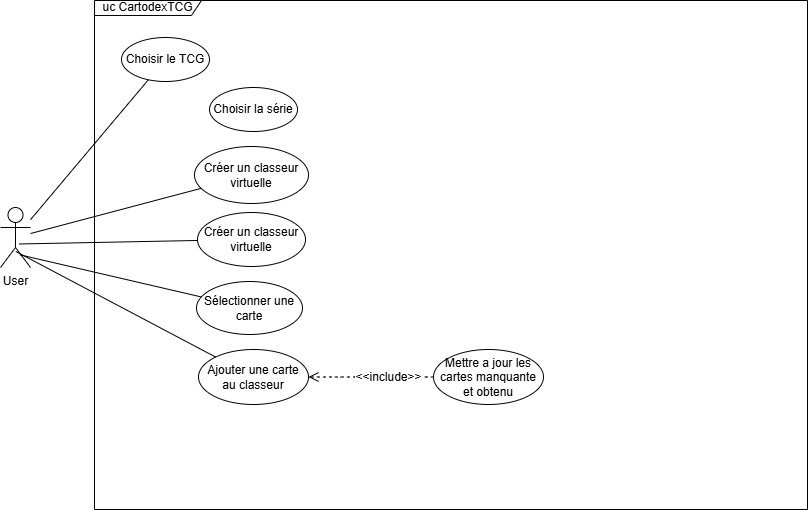 uc CartodexTCG
Choisir le TCG
Choisir la série
Créer un classeur
virtuelle
Créer un classeur
virtuelle
User
Sélectionner une
carte
Ajouter une carte
au classeur
<<include>>
Mettre a jour les
cartes manquante
et obtenu